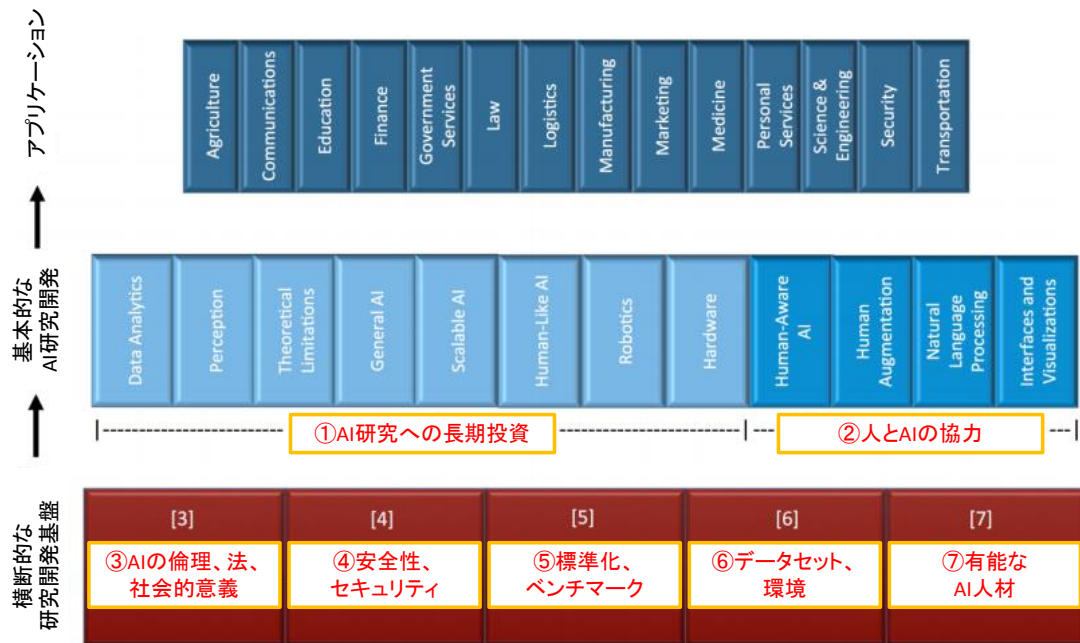 アプリケーション
Agriculture
Communications
Education
Finance
Government
Services
Law
Logistics
Manufacturing
Marketing
Medicine
Personal
Services
Science &
Engineering
Security
Transportation
基本的な
AI研究開発
Data Analytics
Perception
Theoretical
Limitations
General AI
Scalable AI
Human-Like AI
Robotics
Hardware
Human-Aware
AI
Human
Augmentation
Natural
Language
Processing
Interfaces and
Visualizations
①AI研究への長期投資
②人とAIの協力
横断的な
研究開発基盤
[3]
③AIの倫理、法、
社会的意義
[4]
④安全性、
セキュリティ
[5]
⑤標準化、
ベンチマーク
[6]
⑥データセット、
環境
[7]
⑦有能な
AI人材